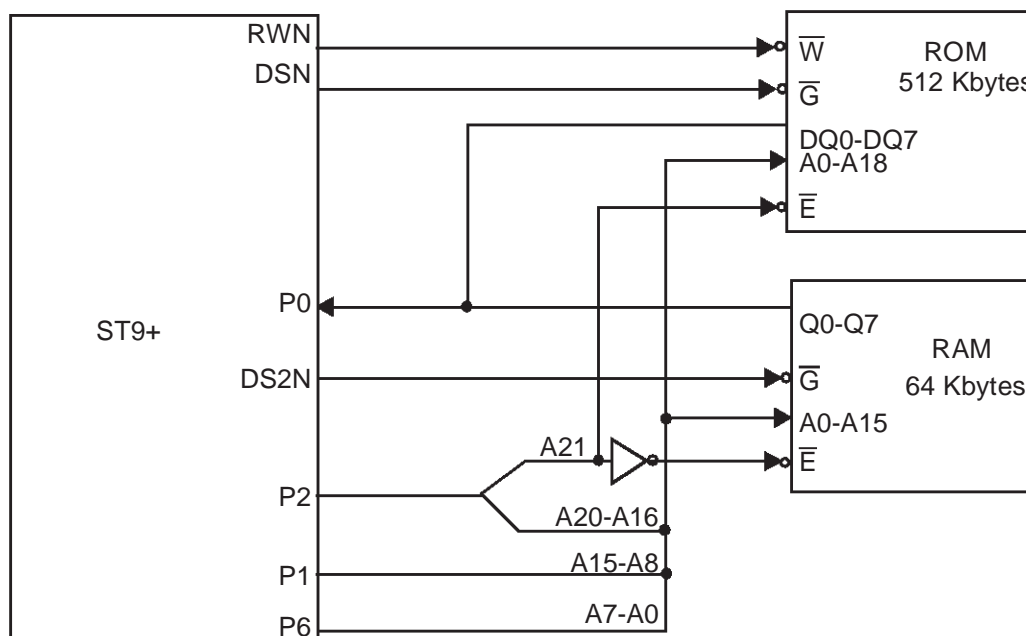 RWN
DSN
ST9+
P0
DS2N
P2
P1
P6
A21
A20-A16
A15-A8
A7-A0
W
ROM
G
512 Kbytes
DQ0-DQ7
A0-A18
E
Q0-Q7
RAM
G
64 Kbytes
A0-A15
E